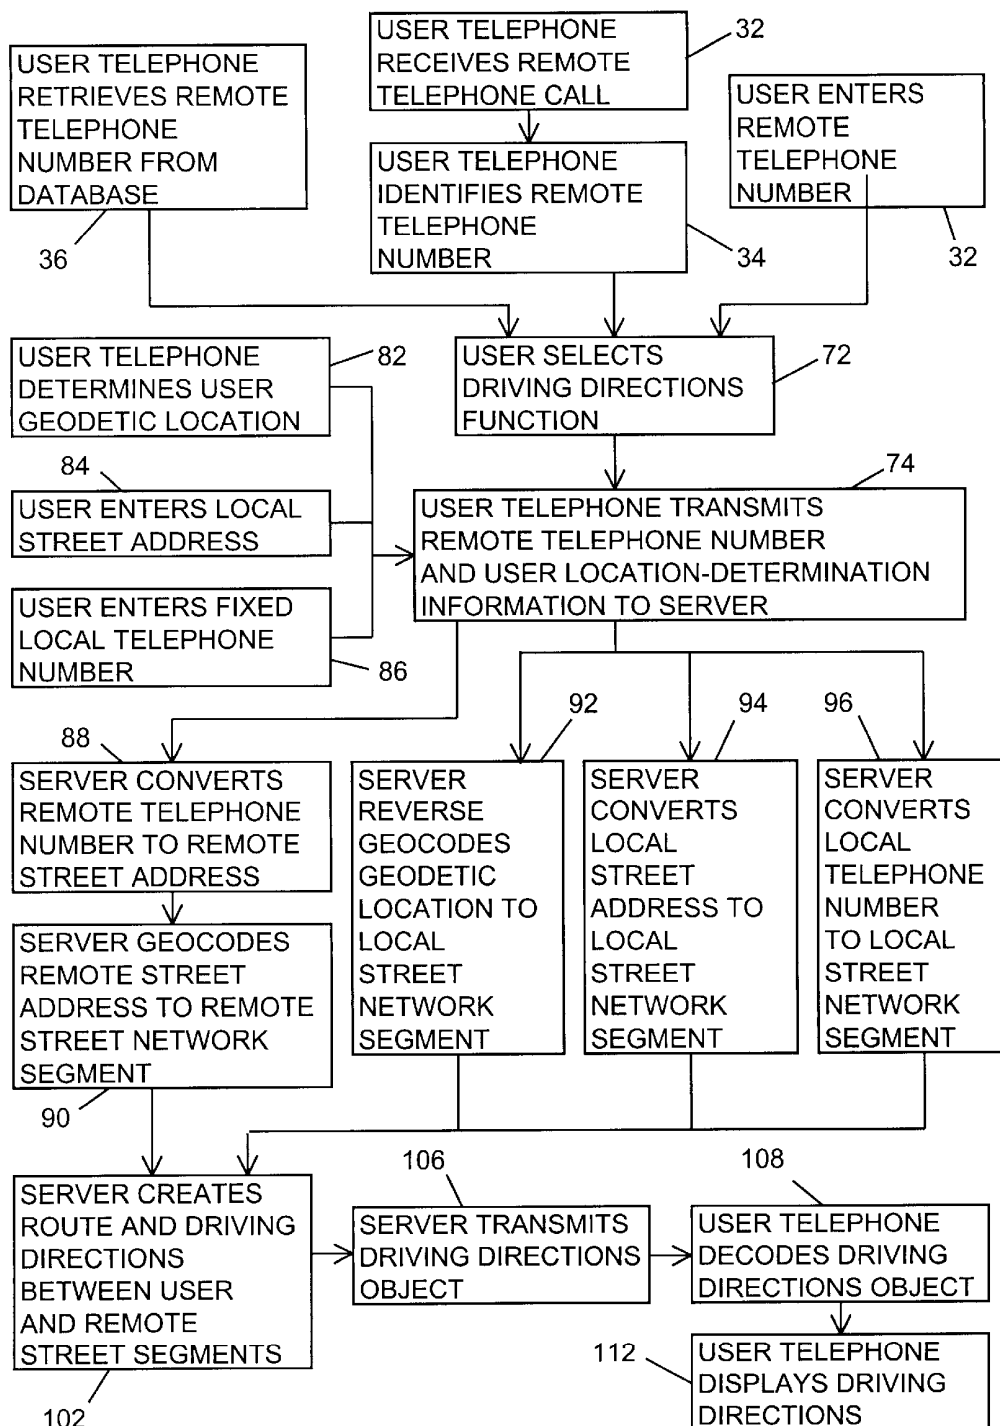 USER TELEPHONE
RETRIEVES REMOTE
TELEPHONE
NUMBER FROM
DATABASE
36
USER TELEPHONE
RECEIVES REMOTE
TELEPHONE CALL
32
USER TELEPHONE
IDENTIFIES REMOTE
TELEPHONE
NUMBER
34
USER ENTERS
REMOTE
TELEPHONE
NUMBER
32
USER TELEPHONE
DETERMINES USER
GEODETIC LOCATION
82
USER SELECTS
DRIVING DIRECTIONS
FUNCTION
72
84
USER ENTERS LOCAL
STREET ADDRESS
74
USER TELEPHONE TRANSMITS
REMOTE TELEPHONE NUMBER
AND USER LOCATION-DETERMINATION
INFORMATION TO SERVER
USER ENTERS FIXED
LOCAL TELEPHONE
NUMBER
86
88
SERVER CONVERTS
REMOTE TELEPHONE
NUMBER TO REMOTE
STREET ADDRESS
92
SERVER
REVERSE
GEOCODES
GEODETIC
LOCATION TO
LOCAL
STREET
NETWORK
SEGMENT
94
SERVER
CONVERTS
LOCAL
STREET
ADDRESS TO
LOCAL
STREET
NETWORK
SEGMENT
96
SERVER
CONVERTS
LOCAL
TELEPHONE
NUMBER
TO LOCAL
STREET
NETWORK
SEGMENT
SERVER GEOCODES
REMOTE STREET
ADDRESS TO REMOTE
STREET NETWORK
SEGMENT
90
SERVER CREATES
ROUTE AND DRIVING
DIRECTIONS
BETWEEN USER
AND REMOTE
STREET SEGMENTS
102
106
SERVER TRANSMITS
DRIVING DIRECTIONS
OBJECT
108
USER TELEPHONE
DECODES DRIVING
DIRECTIONS OBJECT
112
USER TELEPHONE
DISPLAYS DRIVING
DIRECTIONS